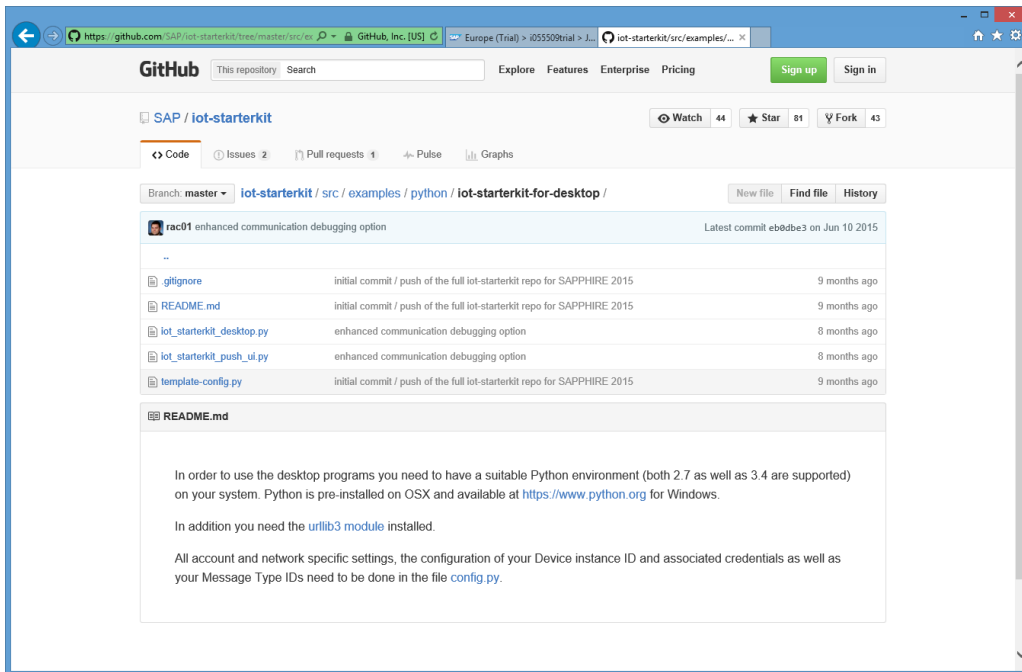 https://github.com/SAP/iot-starterkit/tree/master/src/ex GitHub, Inc. [US] Europe (Trial) > i055509trial > J... iot-starterkit/src/examples/...
GitHub This repository Search Explore Features Enterprise Pricing Sign up Sign in
SAP / iot-starterkit Watch 44 Star 81 Fork 43
Code Issues 2 Pull requests 1 Pulse Graphs
Branch: master iot-starterkit / src / examples / python / iot-starterkit-for-desktop / New file Find file History
rac01 enhanced communication debugging option Latest commit eb0dbe3 on Jun 10 2015
..
.gitignore initial commit / push of the full iot-starterkit repo for SAPPHIRE 2015 9 months ago
README.md initial commit / push of the full iot-starterkit repo for SAPPHIRE 2015 9 months ago
iot_starterkit_desktop.py enhanced communication debugging option 8 months ago
iot_starterkit_push_ui.py enhanced communication debugging option 8 months ago
template-config.py initial commit / push of the full iot-starterkit repo for SAPPHIRE 2015 9 months ago
README.md
In order to use the desktop programs you need to have a suitable Python environment (both 2.7 as well as 3.4 are supported)
on your system. Python is pre-installed on OSX and available at https://www.python.org for Windows.
In addition you need the urllib3 module installed.
All account and network specific settings, the configuration of your Device instance ID and associated credentials as well as
your Message Type IDs need to be done in the file config.py.